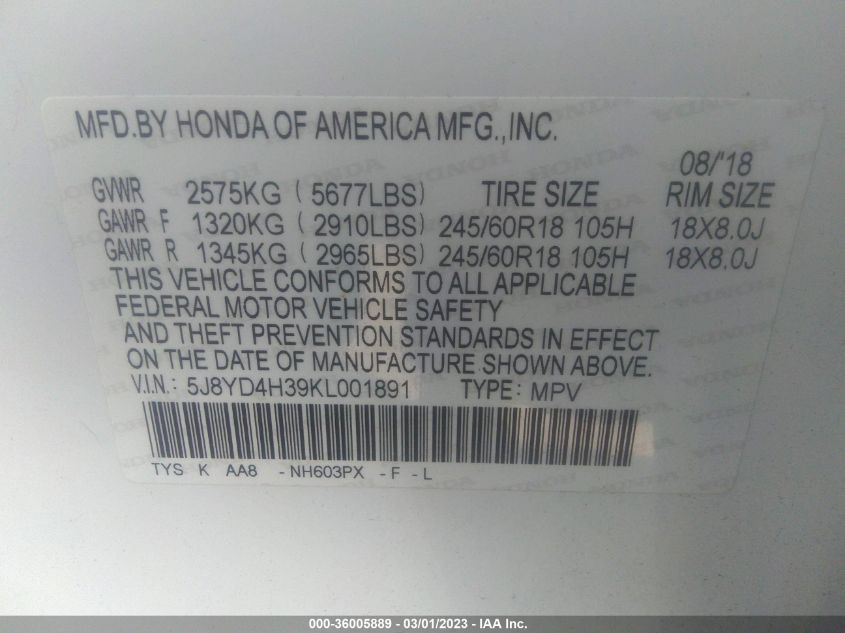 MFD.BY HONDA OF AMERICA MFG.,INC.
08/'18
GVWR 2575KG ( 5677LBS) TIRE SIZE RIM SIZE
GAWR F 1320KG ( 2910LBS) 245/60R18 105H 18X8.0J
GAWR R 1345KG ( 2965LBS) 245/60R18 105H 18X8.0J
THIS VEHICLE CONFORMS TO ALL APPLICABLE
FEDERAL MOTOR VEHICLE SAFETY
AND THEFT PREVENTION STANDARDS IN EFFECT
ON THE DATE OF MANUFACTURE SHOWN ABOVE.
V.I.N.: 5J8YD4H39KL001891 TYPE: MPV
TYS K AA8 -NH603PX -F -L
000-36005889 - 03/01/2023 - IAA Inc.